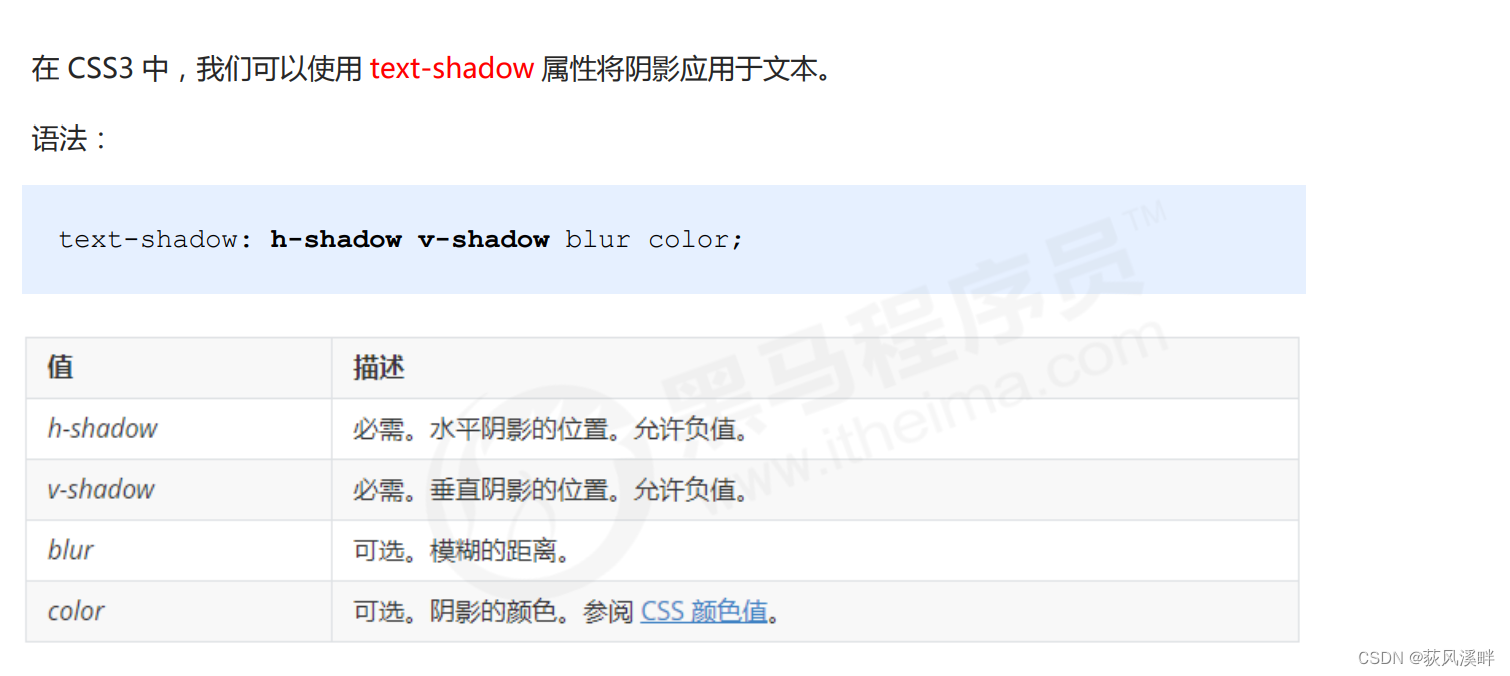 在 CSS3 中，我们可以使用 text-shadow 属性将阴影应用于文本。
语法：
text-shadow: h-shadow v-shadow blur color;
值 描述
h-shadow 必需。水平阴影的位置。允许负值。
v-shadow 必需。垂直阴影的位置。允许负值。
blur 可选。模糊的距离。
color 可选。阴影的颜色。参阅 CSS 颜色值。
黑马程序员™
www.itheima.com
CSDN @荻风溪畔